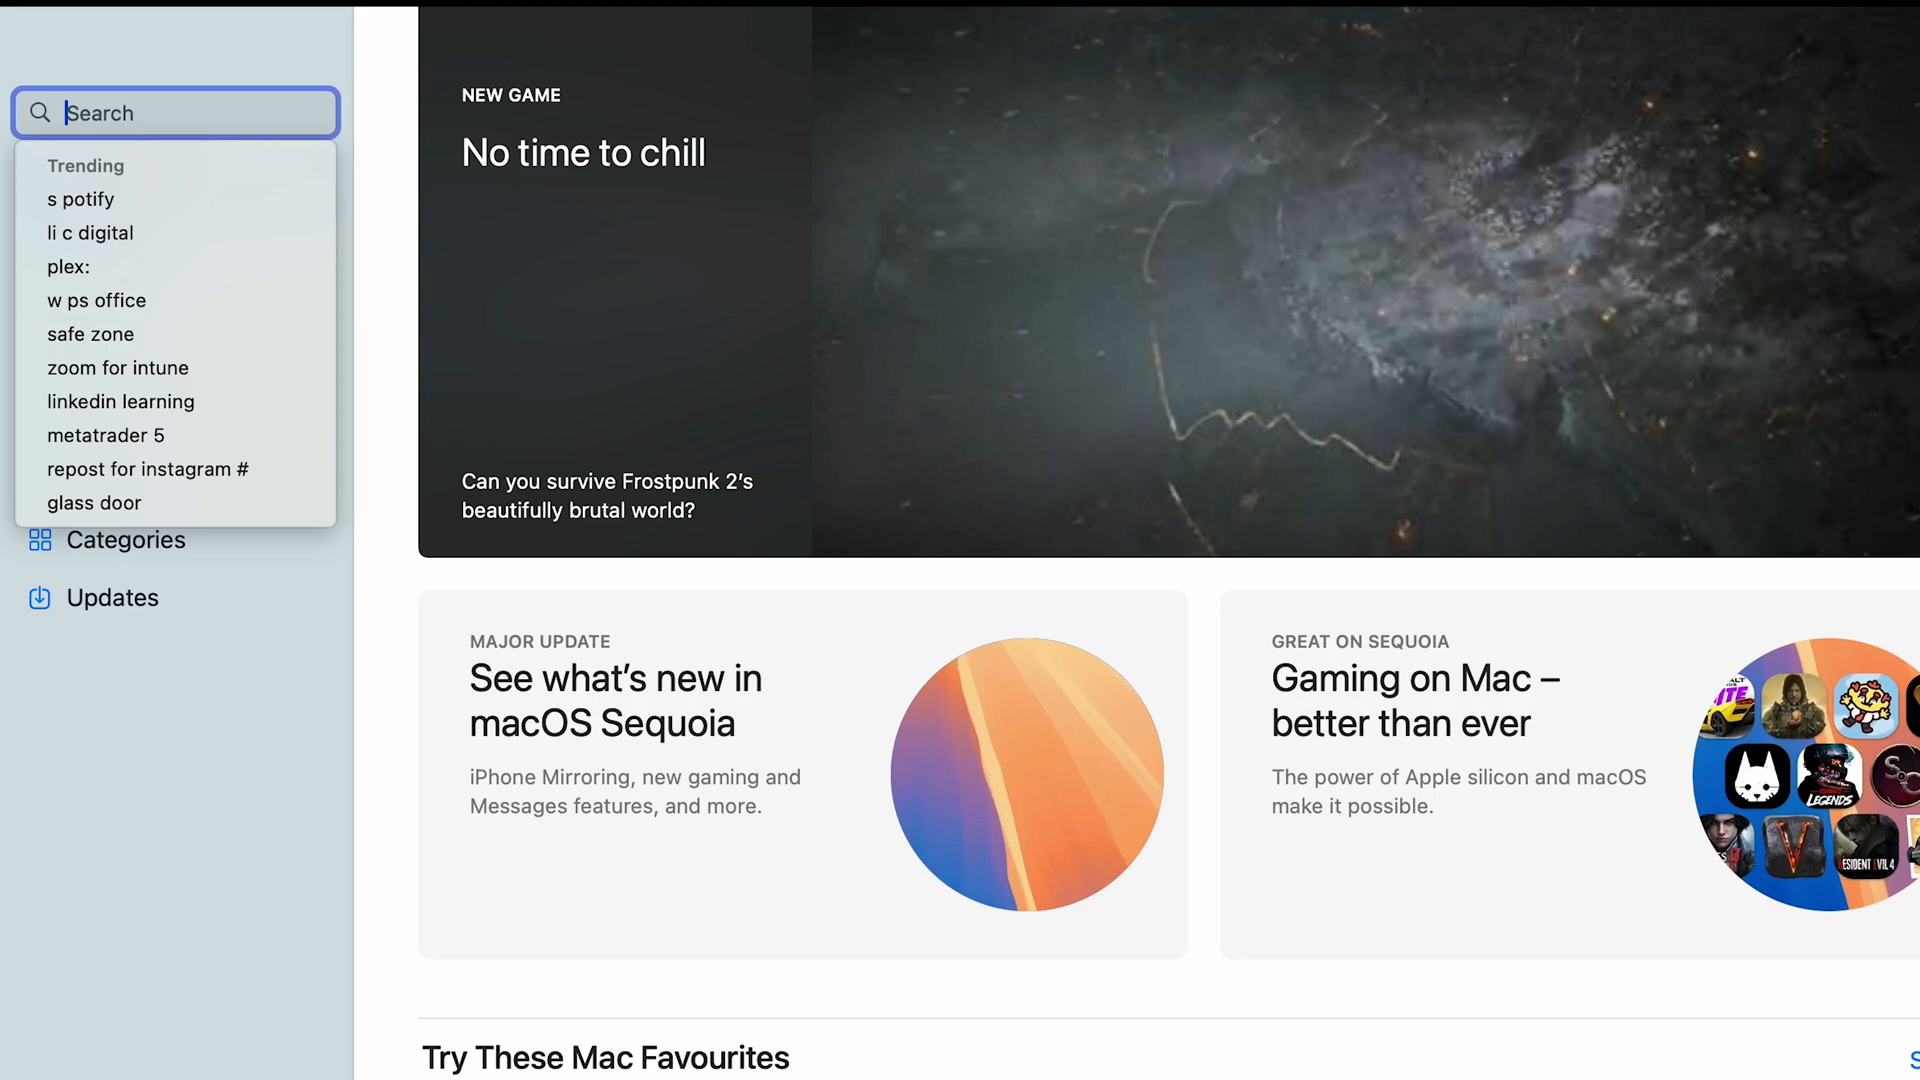 Search
Trending
s potify
li c digital
plex:
w ps office
safe zone
zoom for intune
linkedin learning
metatrader 5
repost for instagram #
glass door
Categories
Updates
NEW GAME
No time to chill
Can you survive Frostpunk 2’s
beautifully brutal world?
MAJOR UPDATE
See what’s new in
macOS Sequoia
iPhone Mirroring, new gaming and
Messages features, and more.
GREAT ON SEQUOIA
Gaming on Mac –
better than ever
The power of Apple silicon and macOS
make it possible.
LEGENDS
V
ESIDENT EVIL 4
Try These Mac Favourites